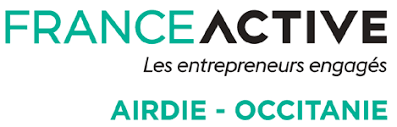 FRANCEACTIVE
Les entrepreneurs engagés
AIRDIE - OCCITANIE